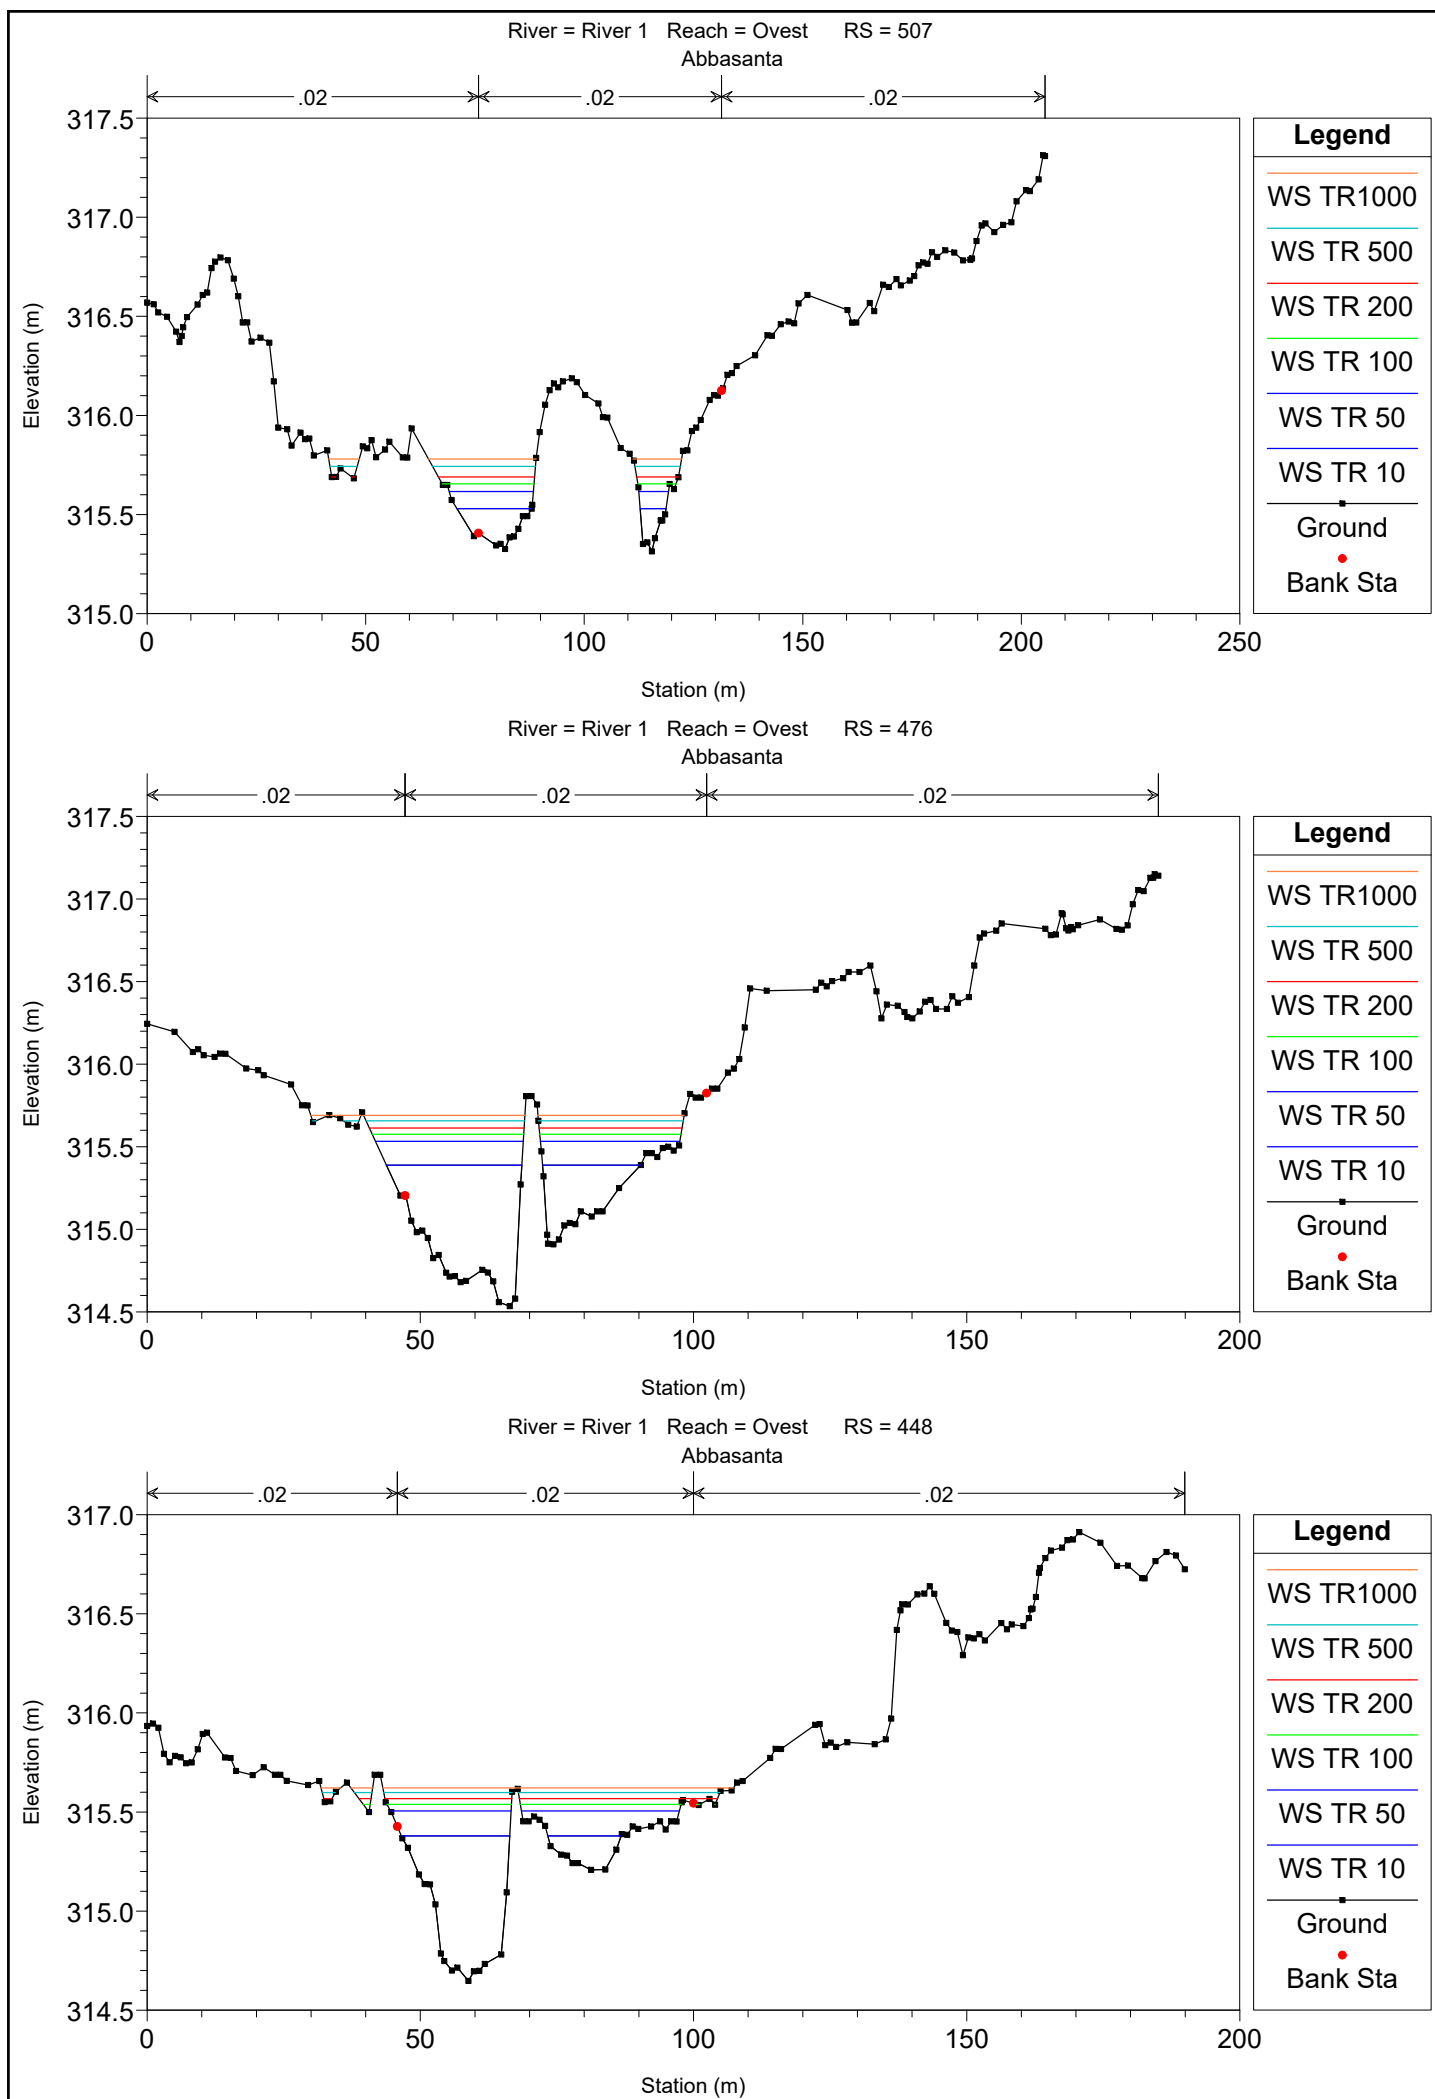 River = River 1 Reach = Ovest RS = 507
Abbasanta
.02 .02 .02
317.5
317.0
316.5
316.0
315.5
315.0
Elevation (m)
0 50 100 150 200 250
Station (m)
Legend
WS TR1000
WS TR 500
WS TR 200
WS TR 100
WS TR 50
WS TR 10
Ground
Bank Sta
River = River 1 Reach = Ovest RS = 476
Abbasanta
.02 .02 .02
317.5
317.0
316.5
316.0
315.5
315.0
314.5
Elevation (m)
0 50 100 150 200
Station (m)
Legend
WS TR1000
WS TR 500
WS TR 200
WS TR 100
WS TR 50
WS TR 10
Ground
Bank Sta
River = River 1 Reach = Ovest RS = 448
Abbasanta
.02 .02 .02
317.0
316.5
316.0
315.5
315.0
314.5
Elevation (m)
0 50 100 150 200
Station (m)
Legend
WS TR1000
WS TR 500
WS TR 200
WS TR 100
WS TR 50
WS TR 10
Ground
Bank Sta